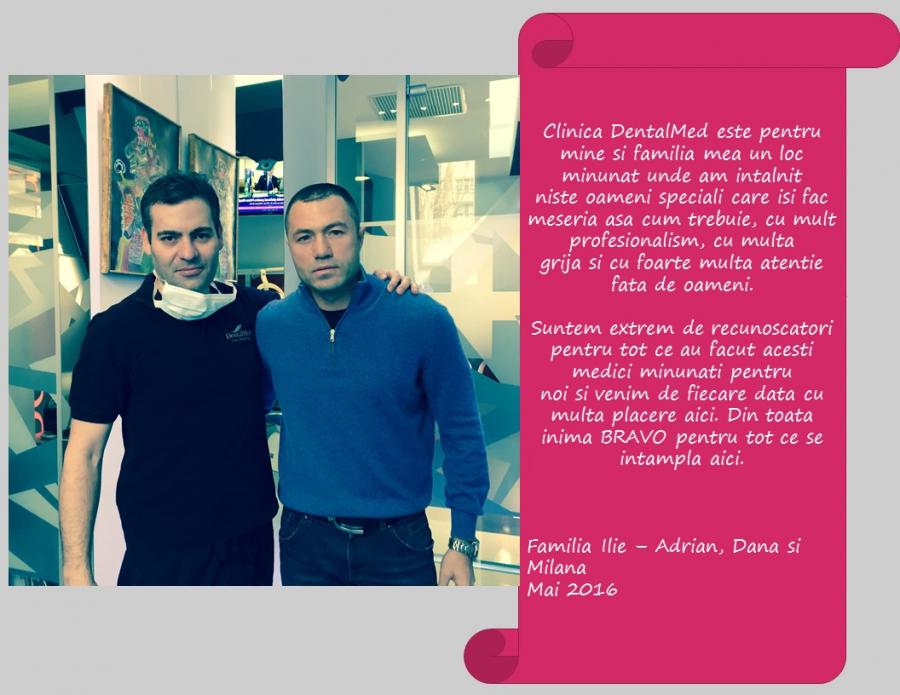 Clinica DentalMed este pentru
mine si familia mea un loc
minunat unde am intalnit
niste oameni speciali care isi fac
meseria asa cum trebuie, cu mult
profesionalism, cu multa
grija si cu foarte multa atentie
fata de oameni.
Suntem extrem de recunoscatori
pentru tot ce au facut acesti
medici minunati pentru
noi si venim de fiecare data cu
multa placere aici. Din toata
inima BRAVO pentru tot ce se
intampla aici.
Familia Ilie – Adrian, Dana si
Milana
Mai 2016